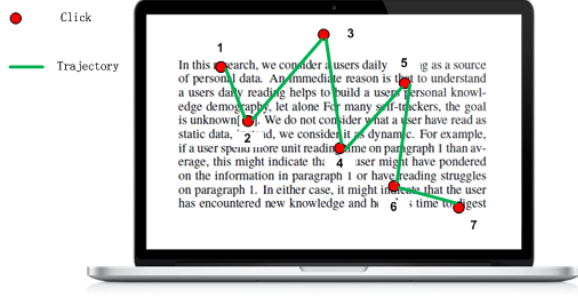 Click
Trajectory
1
3
5
In this research, we consider a users daily as a source
of personal data. An immediate reason is that to understand
a users daily reading helps to build a users personal knowl-
edge demography, let alone For many self-trackers, the goal
is unknown We do not consider what a user have read as
static data, we consider it as dynamic. For example,
2
if a user spend more unit reading time on paragraph 1 than av-
erage, this might indicate user might have pondered
4
on the information in paragraph 1 or have reading struggles
on paragraph 1. In either case, it might indicate that the user
has encountered new knowledge and time to digest
6
7